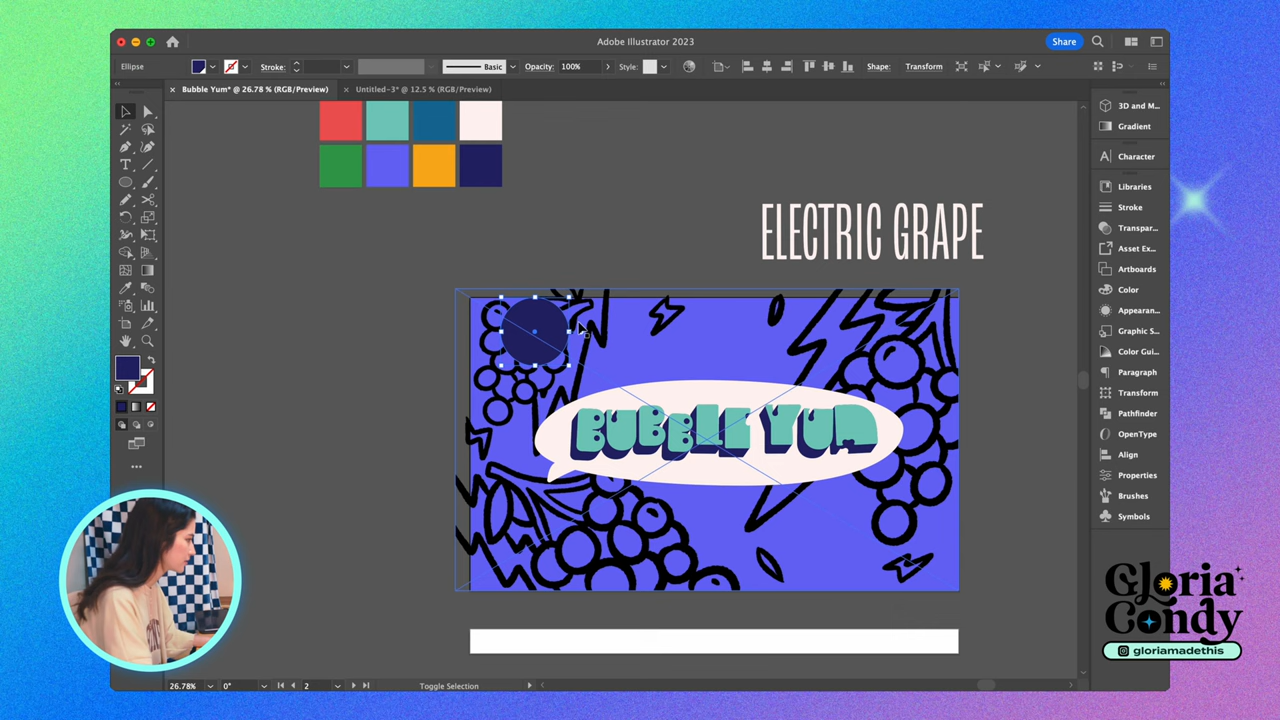 Adobe Illustrator 2023
Share
Ellipse
Stroke:
Basic
Opacity: 100%
Style:
Shape:
Transform
× Bubble Yum* @ 26.78 % (RGB/Preview)
× Untitled-3* @ 12.5 % (RGB/Preview)
3D and M...
Gradient
Character
Libraries
Stroke
Transpar...
Asset Ex...
Artboards
Color
Appearan...
Graphic S...
Color Gui...
Paragraph
Transform
Pathfinder
OpenType
Align
Properties
Brushes
Symbols
ELECTRIC GRAPE
BUBBLE YUM
26.78%
0°
2
Toggle Selection
Gloria
Condy
gloriamadethis